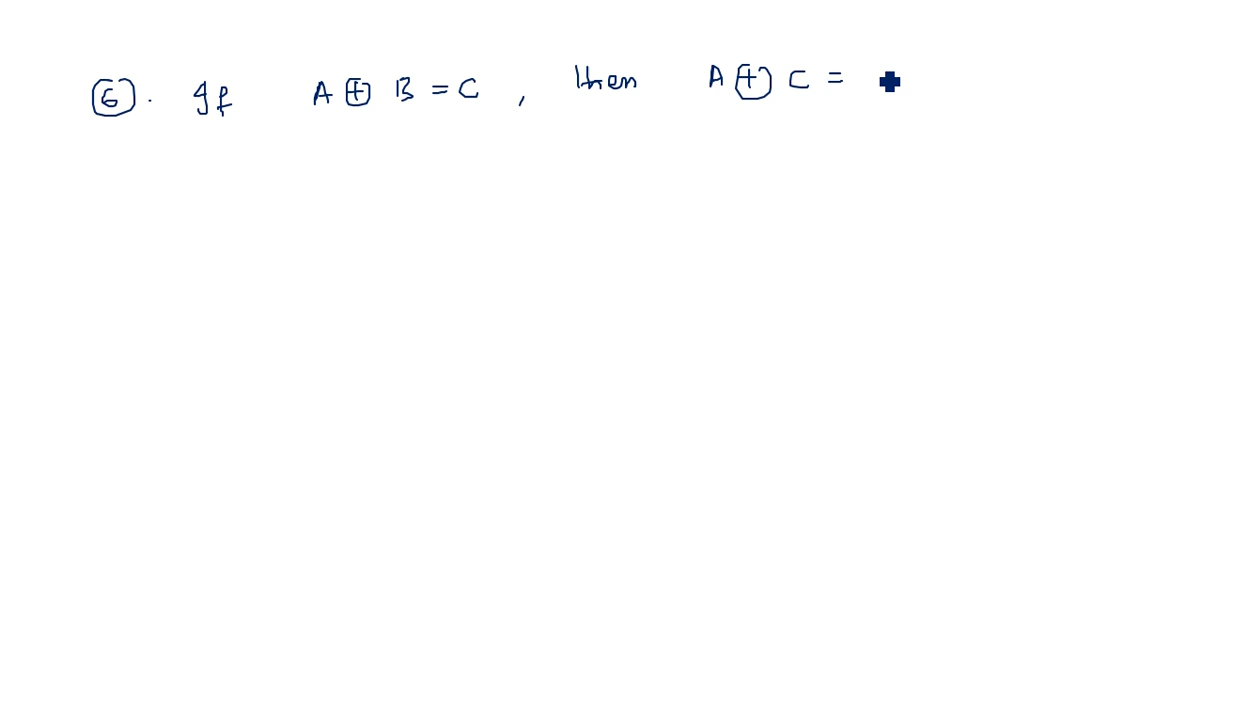 ⑥. If A ⊕ B = C , then A ⊕ C =